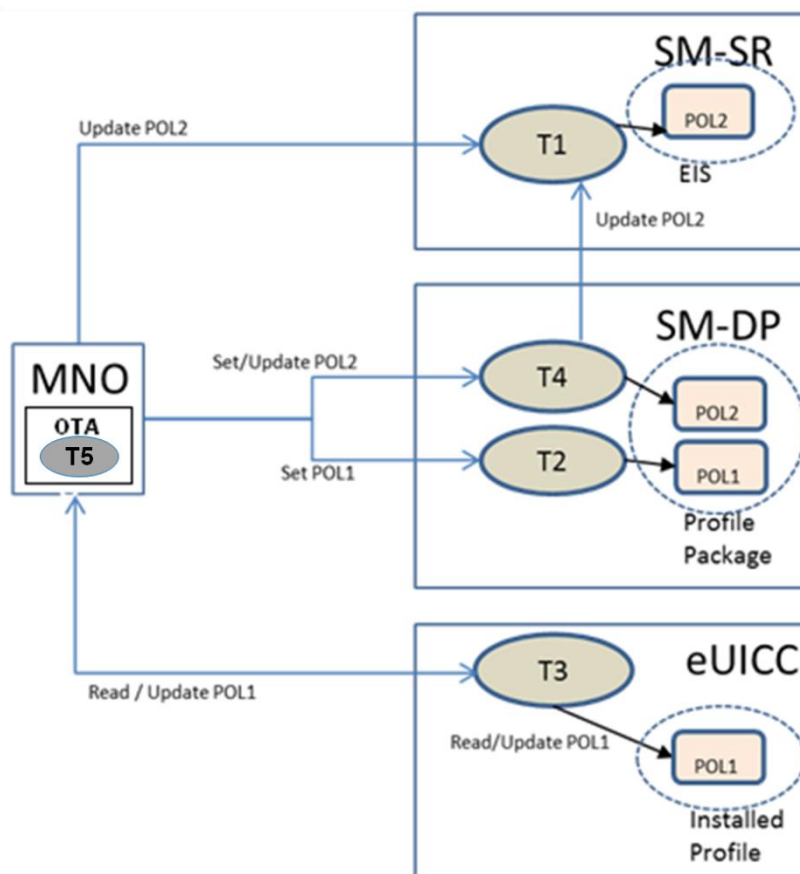 SM-SR
POL2
Update POL2
T1
EIS
Update POL2
SM-DP
MNO
Set/Update POL2
T4
POL2
OTA
T5
T2
POL1
Set POL1
Profile
Package
eUICC
T3
Read / Update POL1
Read/Update POL1
POL1
Installed
Profile